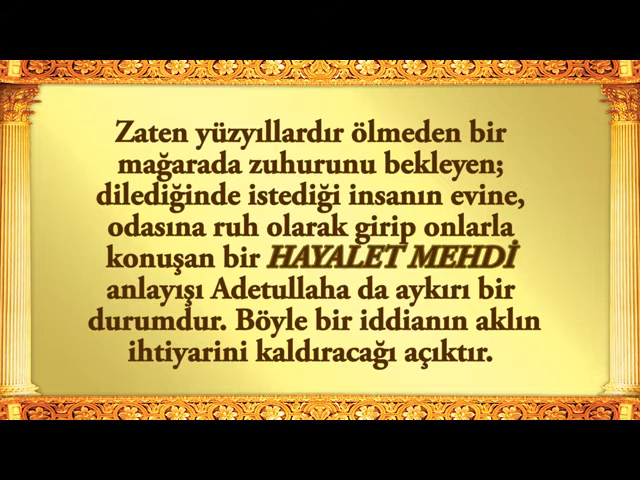 Zaten yüzyıllardır ölmeden bir
mağarada zuhurunu bekleyen;
dilediğinde istediği insanın evine,
odasına ruh olarak girip onlarla
konuşan bir HAYALET MEHDİ
anlayışı Adetullaha da aykırı bir
durumdur. Böyle bir iddianın aklın
ihtiyarini kaldıracağı açıktır.